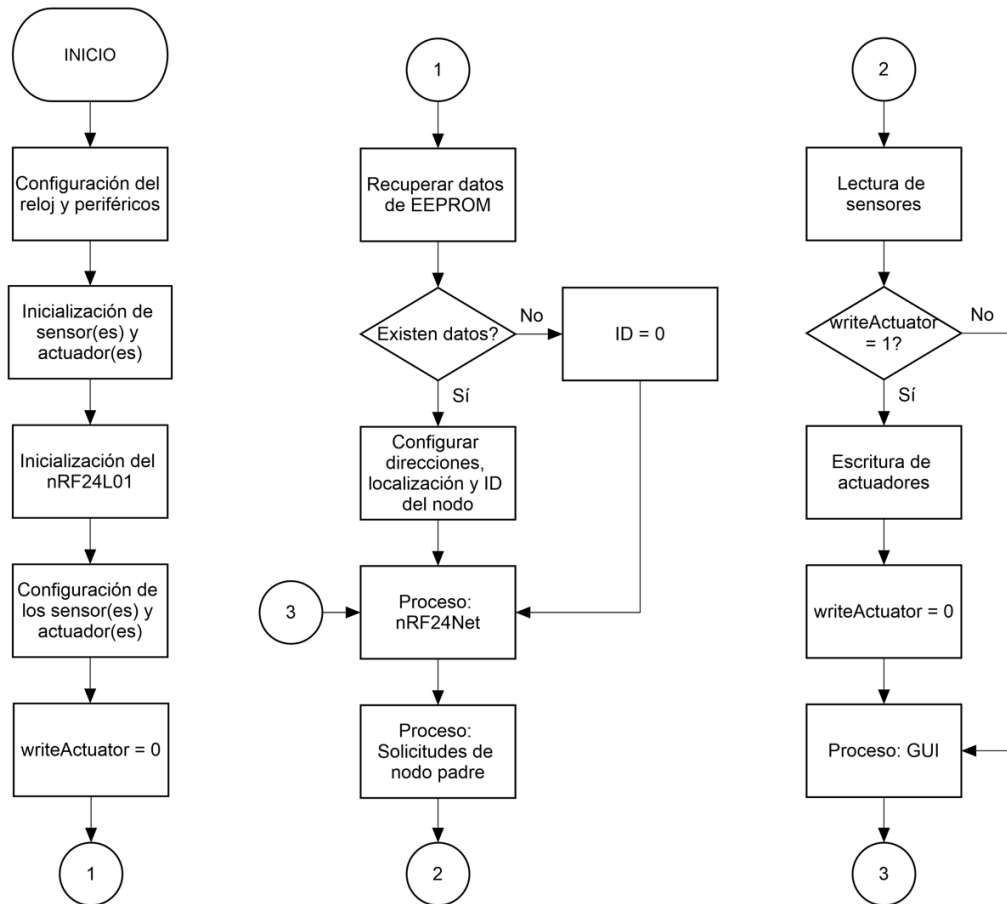 INICIO
Configuración del
reloj y periféricos
Inicialización de
sensor(es) y
actuador(es)
Inicialización del
nRF24L01
Configuración de
los sensor(es) y
actuador(es)
writeActuator = 0
1
1
Recuperar datos
de EEPROM
Existen datos?
No
ID = 0
Sí
Configurar
direcciones,
localización y ID
del nodo
3
Proceso:
nRF24Net
Proceso:
Solicitudes de
nodo padre
2
2
Lectura de
sensores
writeActuator
= 1?
No
Sí
Escritura de
actuadores
writeActuator = 0
Proceso: GUI
3